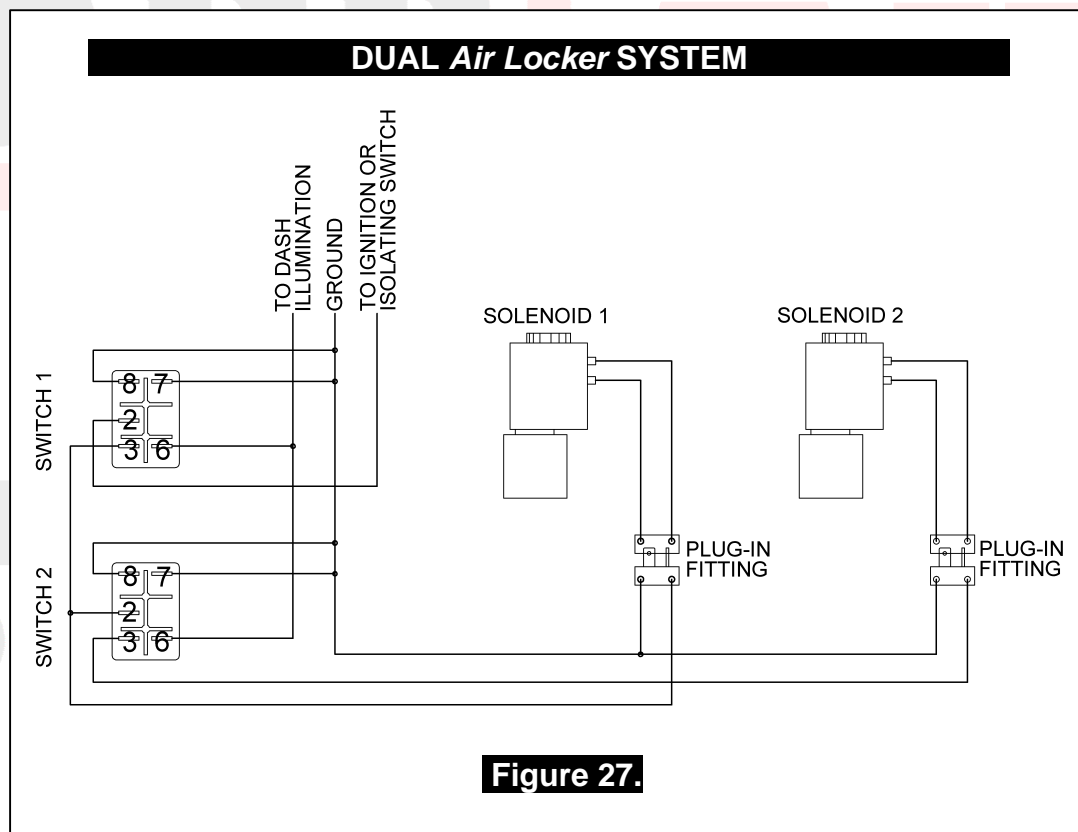 DUAL Air Locker SYSTEM
TO DASH
ILLUMINATION
GROUND
TO IGNITION OR
ISOLATING SWITCH
SOLENOID 1
SOLENOID 2
SWITCH 1
8 7
2
3 6
SWITCH 2
8 7
2
3 6
PLUG-IN
FITTING
PLUG-IN
FITTING
Figure 27.